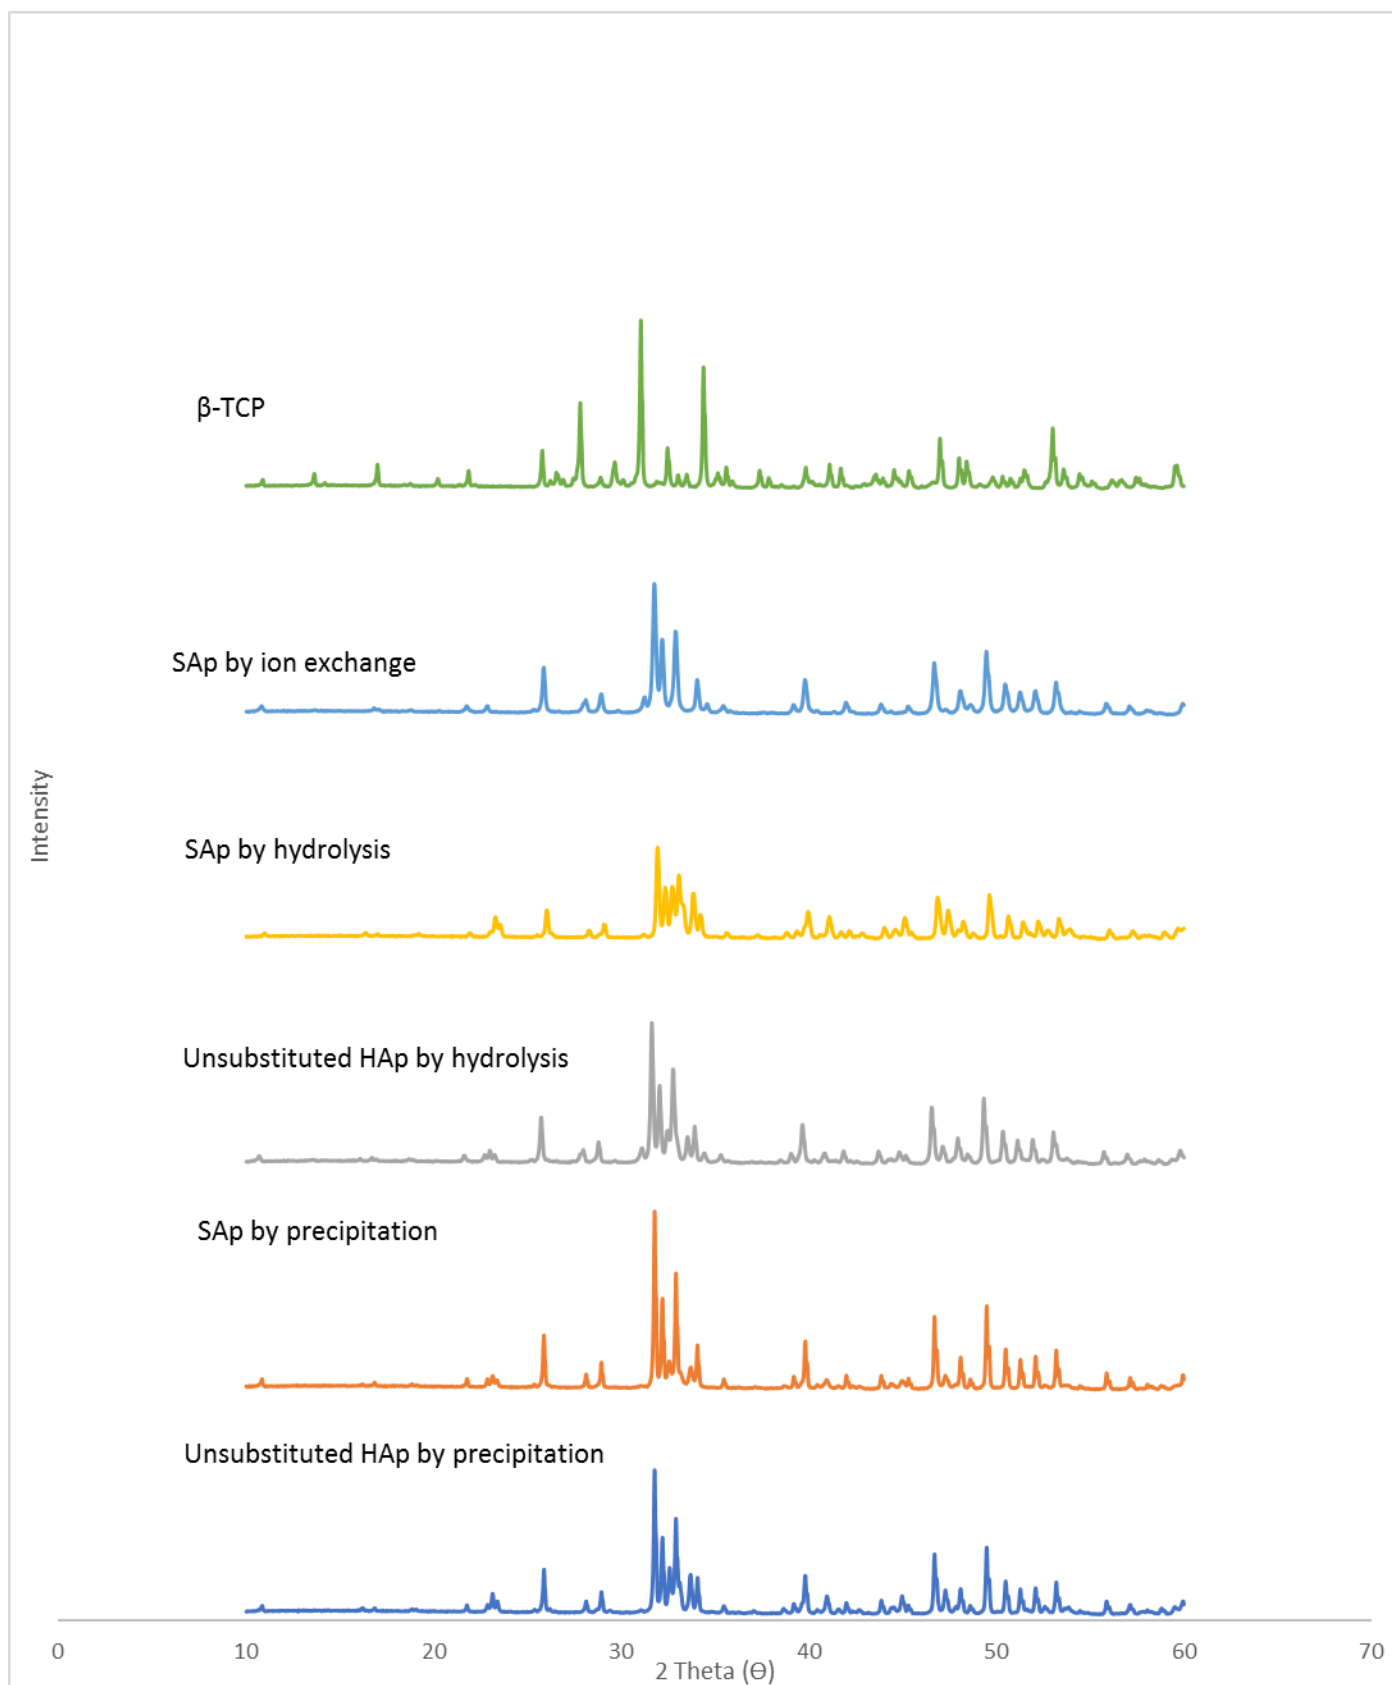 β-TCP
SAp by ion exchange
Intensity
SAp by hydrolysis
Unsubstituted HAp by hydrolysis
SAp by precipitation
Unsubstituted HAp by precipitation
0 10 20 30 40 50 60 70
2 Theta (ϴ)